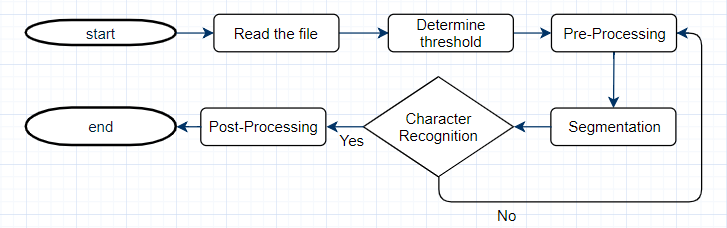 start
Read the file
Determine
threshold
Pre-Processing
end
Post-Processing
Yes
Character
Recognition
Segmentation
No